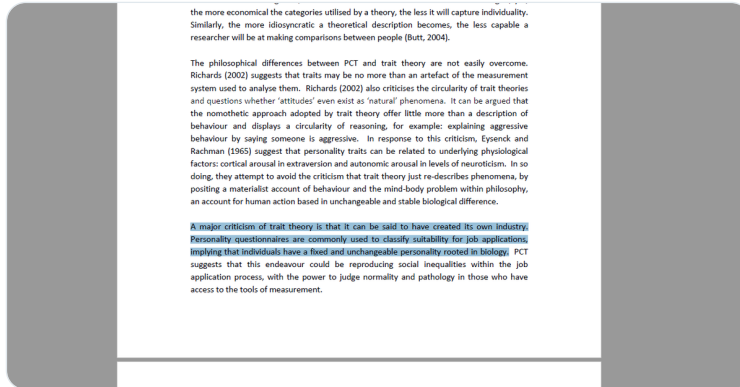 the more economical the categories utilised by a theory, the less it will capture individuality.
Similarly, the more idiosyncratic a theoretical description becomes, the less capable a
researcher will be at making comparisons between people (Butt, 2004).
The philosophical differences between PCT and trait theory are not easily overcome.
Richards (2002) suggests that traits may be no more than an artefact of the measurement
system used to analyse them. Richards (2002) also criticises the circularity of trait theories
and questions whether ‘attitudes’ even exist as ‘natural’ phenomena. It can be argued that
the nomothetic approach adopted by trait theory offer little more than a description of
behaviour and displays a circularity of reasoning, for example: explaining aggressive
behaviour by saying someone is aggressive. In response to this criticism, Eysenck and
Rachman (1965) suggest that personality traits can be related to underlying physiological
factors: cortical arousal in extraversion and autonomic arousal in levels of neuroticism. In so
doing, they attempt to avoid the criticism that trait theory just re-describes phenomena, by
positing a materialist account of behaviour and the mind-body problem within philosophy,
an account for human action based in unchangeable and stable biological difference.
A major criticism of trait theory is that it can be said to have created its own industry.
Personality questionnaires are commonly used to classify suitability for job applications,
implying that individuals have a fixed and unchangeable personality rooted in biology. PCT
suggests that this endeavour could be reproducing social inequalities within the job
application process, with the power to judge normality and pathology in those who have
access to the tools of measurement.